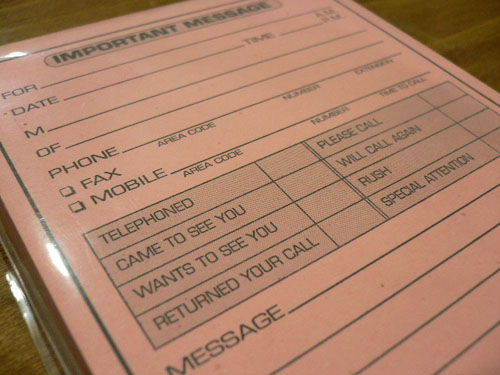 IMPORTANT MESSAGE
FOR
DATE TIME A.M. P.M.
M
OF
PHONE AREA CODE NUMBER EXTENSION
FAX
MOBILE AREA CODE NUMBER TIME TO CALL
TELEPHONED PLEASE CALL
CAME TO SEE YOU WILL CALL AGAIN
WANTS TO SEE YOU RUSH
RETURNED YOUR CALL SPECIAL ATTENTION
MESSAGE